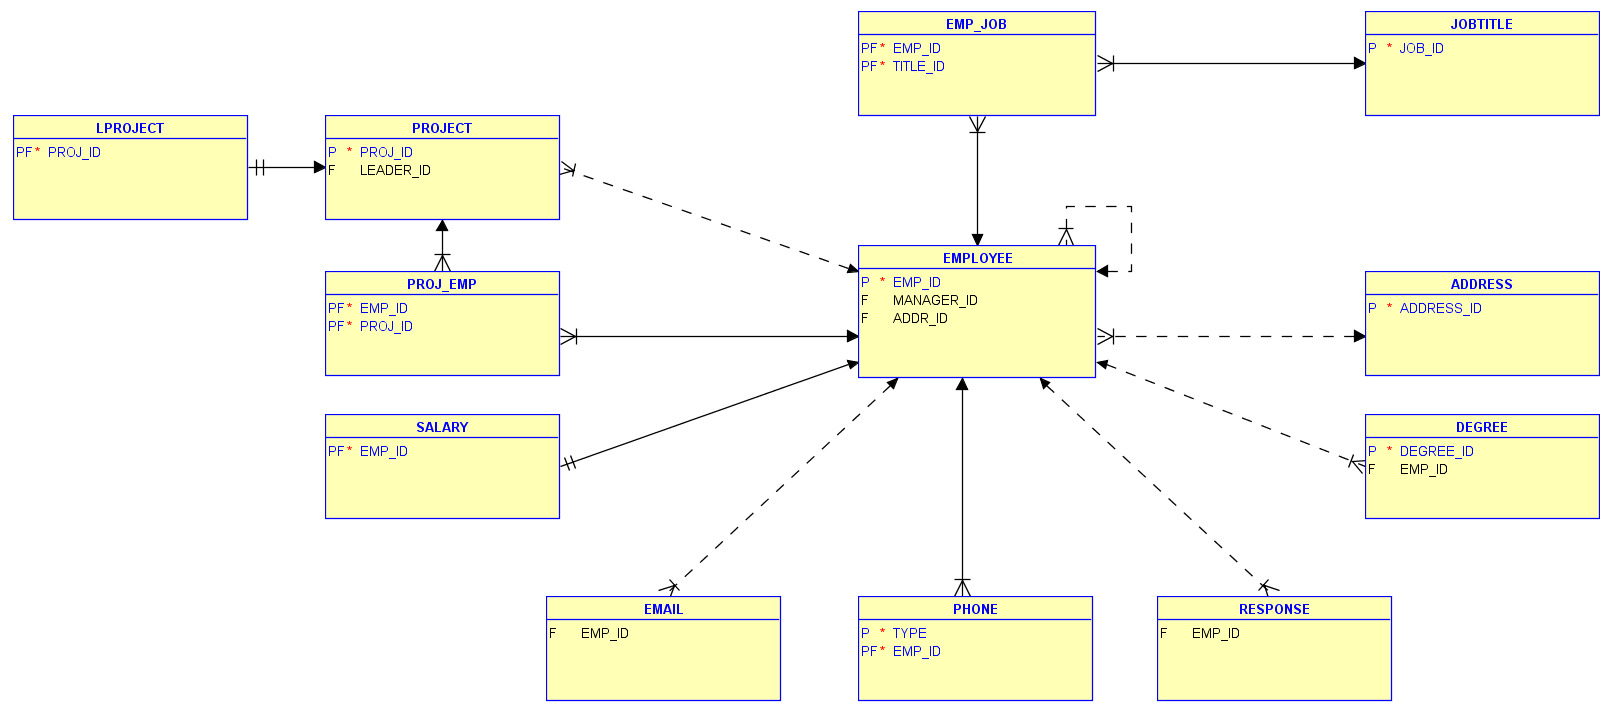 EMP_JOB
PF* EMP_ID
PF* TITLE_ID
JOBTITLE
P * JOB_ID
LPROJECT
PF* PROJ_ID
PROJECT
P * PROJ_ID
F LEADER_ID
EMPLOYEE
P * EMP_ID
F MANAGER_ID
F ADDR_ID
PROJ_EMP
PF* EMP_ID
PF* PROJ_ID
ADDRESS
P * ADDRESS_ID
SALARY
PF* EMP_ID
DEGREE
P * DEGREE_ID
F EMP_ID
EMAIL
F EMP_ID
PHONE
P * TYPE
PF* EMP_ID
RESPONSE
F EMP_ID